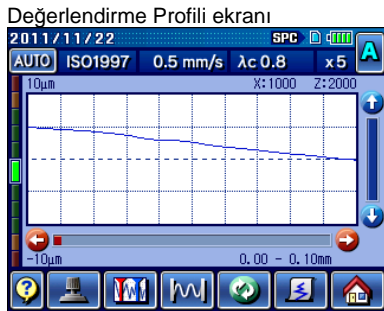 Değerlendirme Profili ekranı
2011/11/22 SPC
AUTO ISO1997 0.5 mm/s λc 0.8 x 5 A
10µm X:1000 Z:2000
-10µm 0.00 - 0.10mm